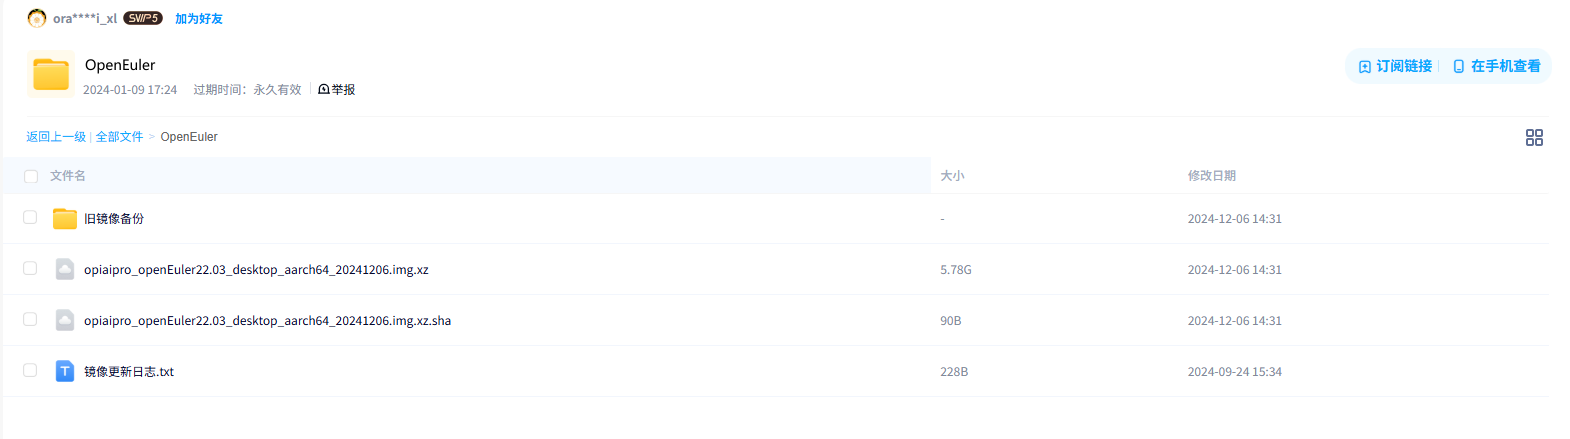 ora****i_xl SVIP5 加为好友
OpenEuler
订阅链接 | 在手机查看
2024-01-09 17:24 过期时间：永久有效 | 举报
返回上一级 | 全部文件 > OpenEuler
文件名 大小 修改日期
旧镜像备份 - 2024-12-06 14:31
opiaipro_openEuler22.03_desktop_aarch64_20241206.img.xz 5.78G 2024-12-06 14:31
opiaipro_openEuler22.03_desktop_aarch64_20241206.img.xz.sha 90B 2024-12-06 14:31
T 镜像更新日志.txt 228B 2024-09-24 15:34